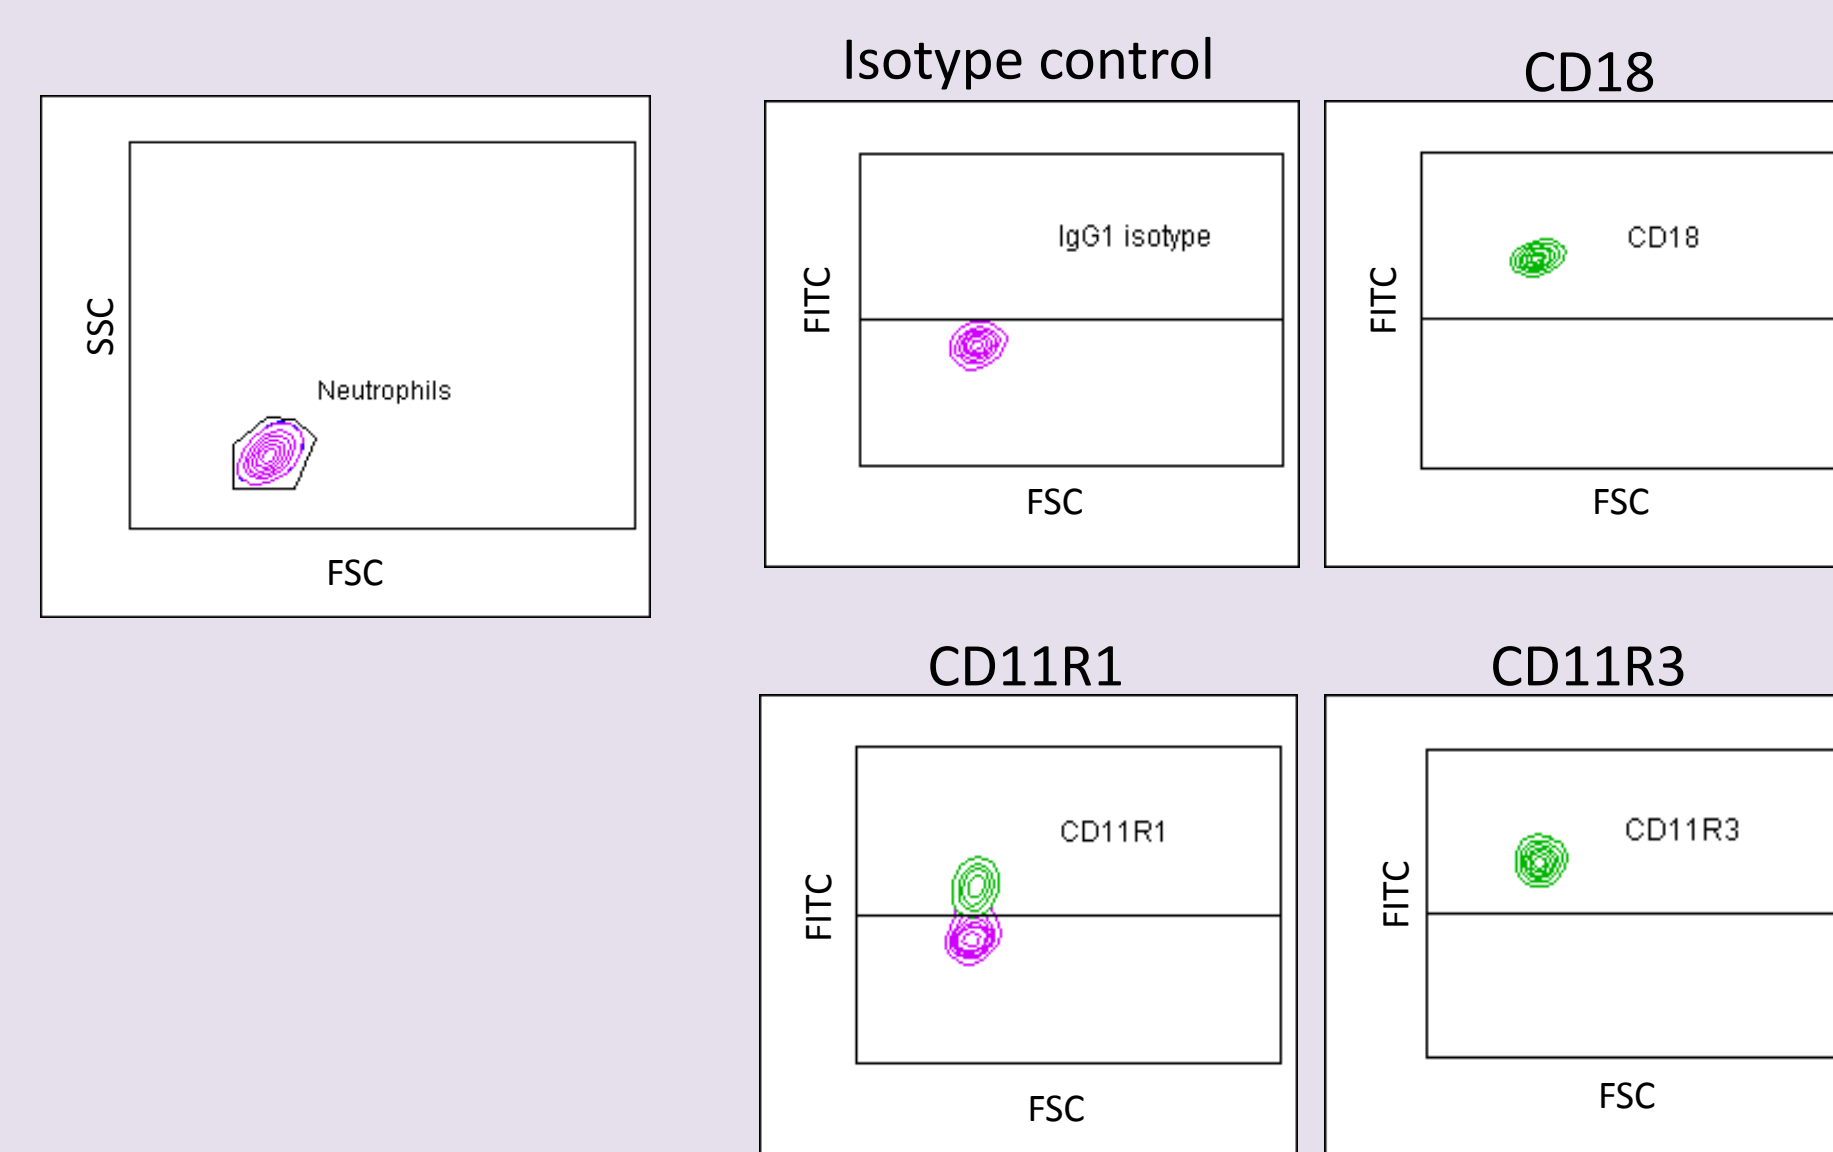 Isotype control
CD18
SSC
Neutrophils
FSC
FITC
IgG1 isotype
FSC
FITC
CD18
FSC
CD11R1
CD11R3
FITC
CD11R1
FSC
FITC
CD11R3
FSC